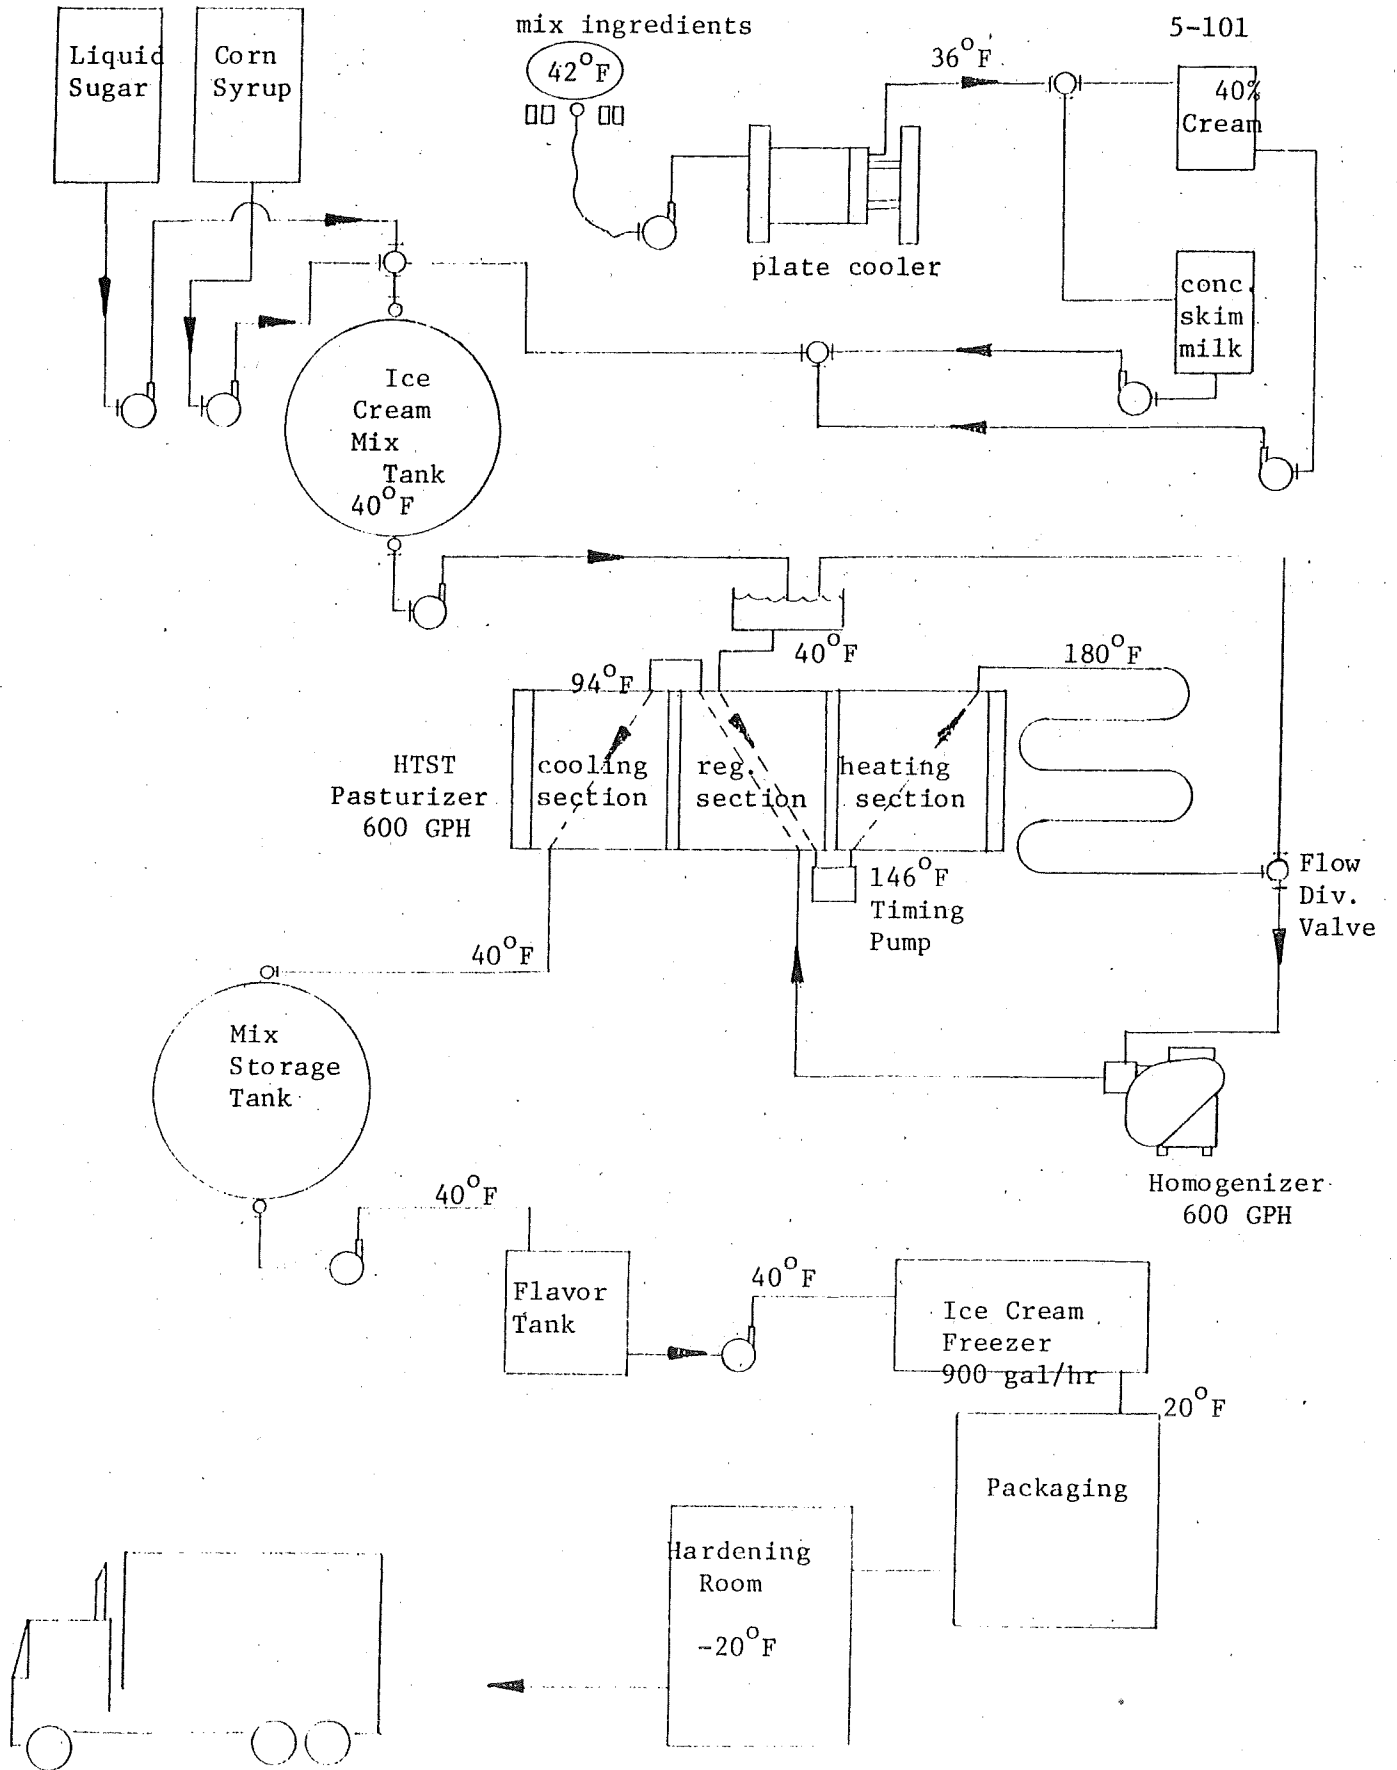 mix ingredients
5-101
Liquid
Sugar
Corn
Syrup
42°F
36°F
40%
Cream
plate cooler
conc.
skim
milk
Ice
Cream
Mix
Tank
40°F
40°F
180°F
94°F
HTST
Pasturizer
600 GPH
cooling
section
reg.
section
heating
section
146°F
Timing
Pump
Flow
Div.
Valve
40°F
Mix
Storage
Tank
Homogenizer
600 GPH
40°F
Flavor
Tank
40°F
Ice Cream
Freezer
900 gal/hr
20°F
Packaging
Hardening
Room
-20°F